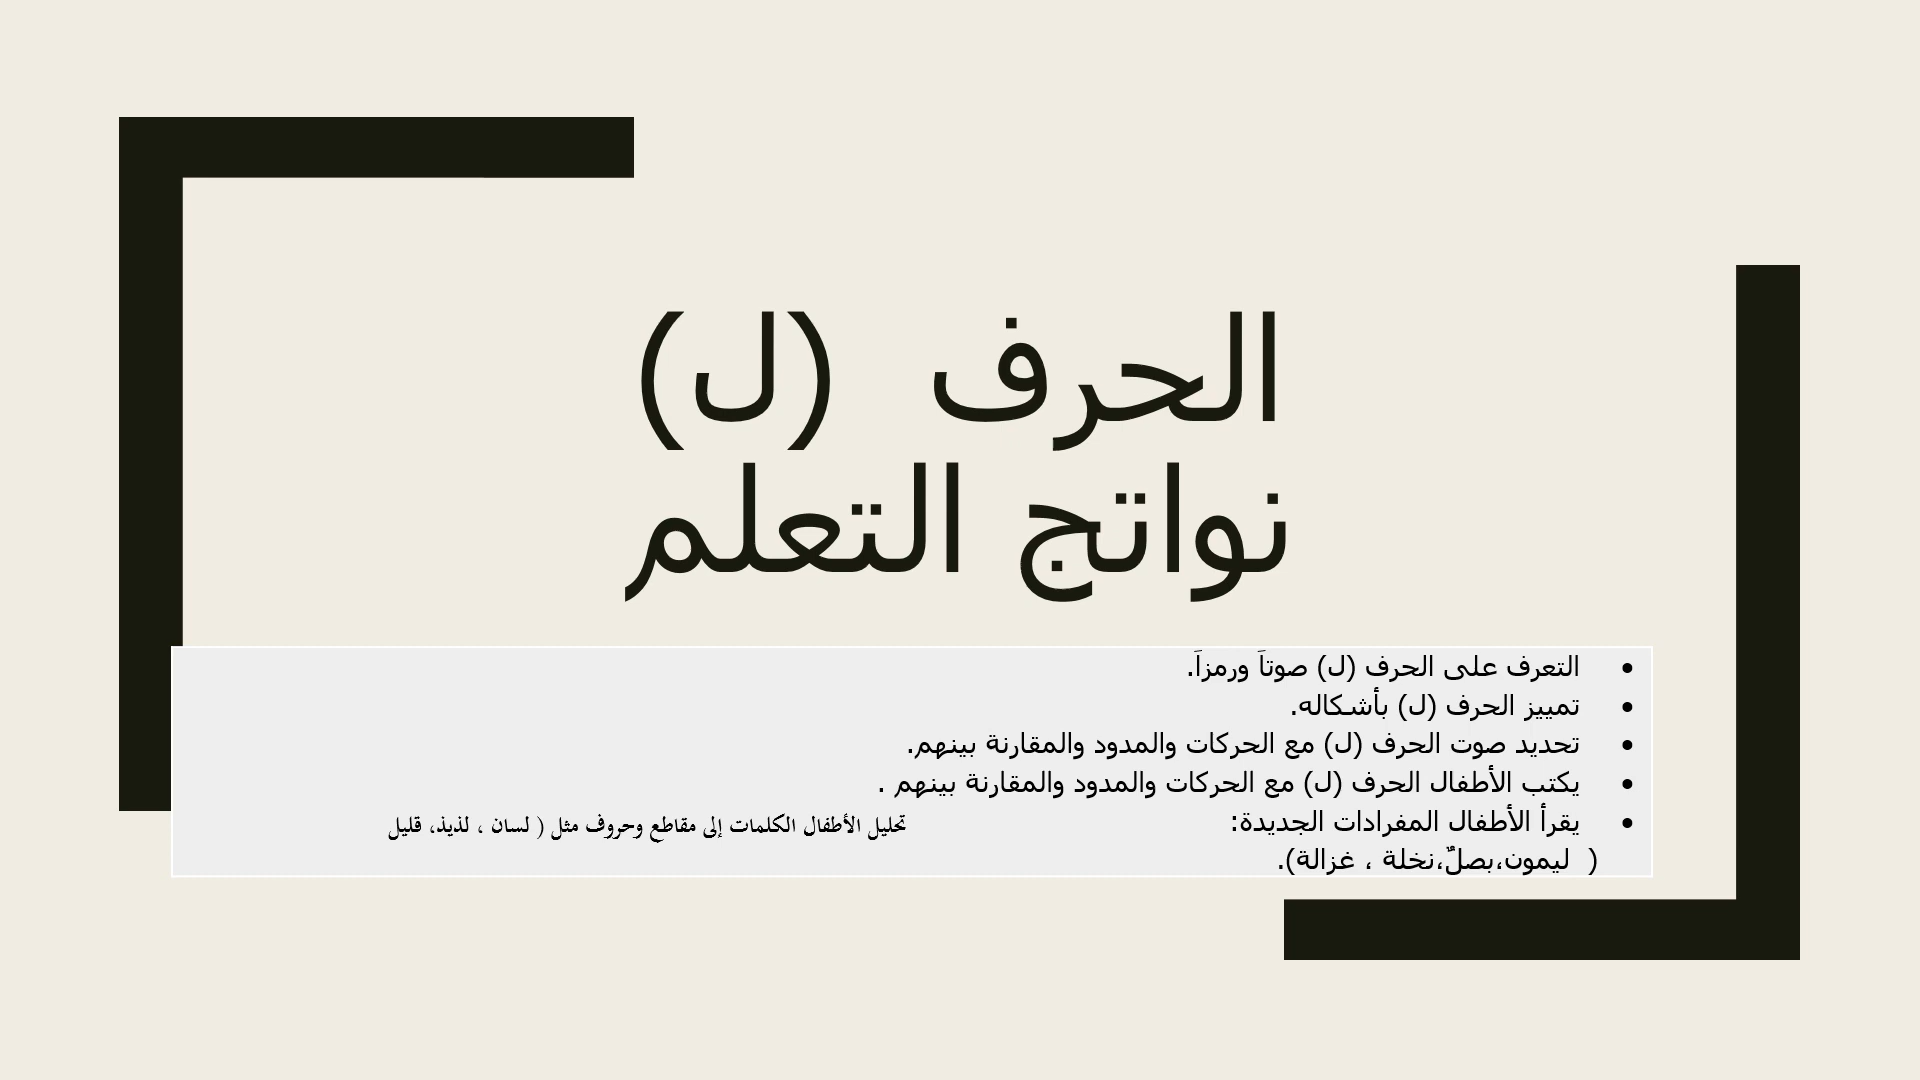 الحرف (ل)
نواتج التعلم
• التعرف على الحرف (ل) صوتاَ ورمزاَ.
• تمييز الحرف (ل) بأشكاله.
• تحديد صوت الحرف (ل) مع الحركات والمدود والمقارنة بينهم.
• يكتب الأطفال الحرف (ل) مع الحركات والمدود والمقارنة بينهم .
• يقرأ الأطفال المفرادات الجديدة: تحليل الأطفال الكلمات إلى مقاطع وحروف مثل ( لسان ، لذيذ، قليل
( ليمون،بصلٌ،نخلة ، غزالة).